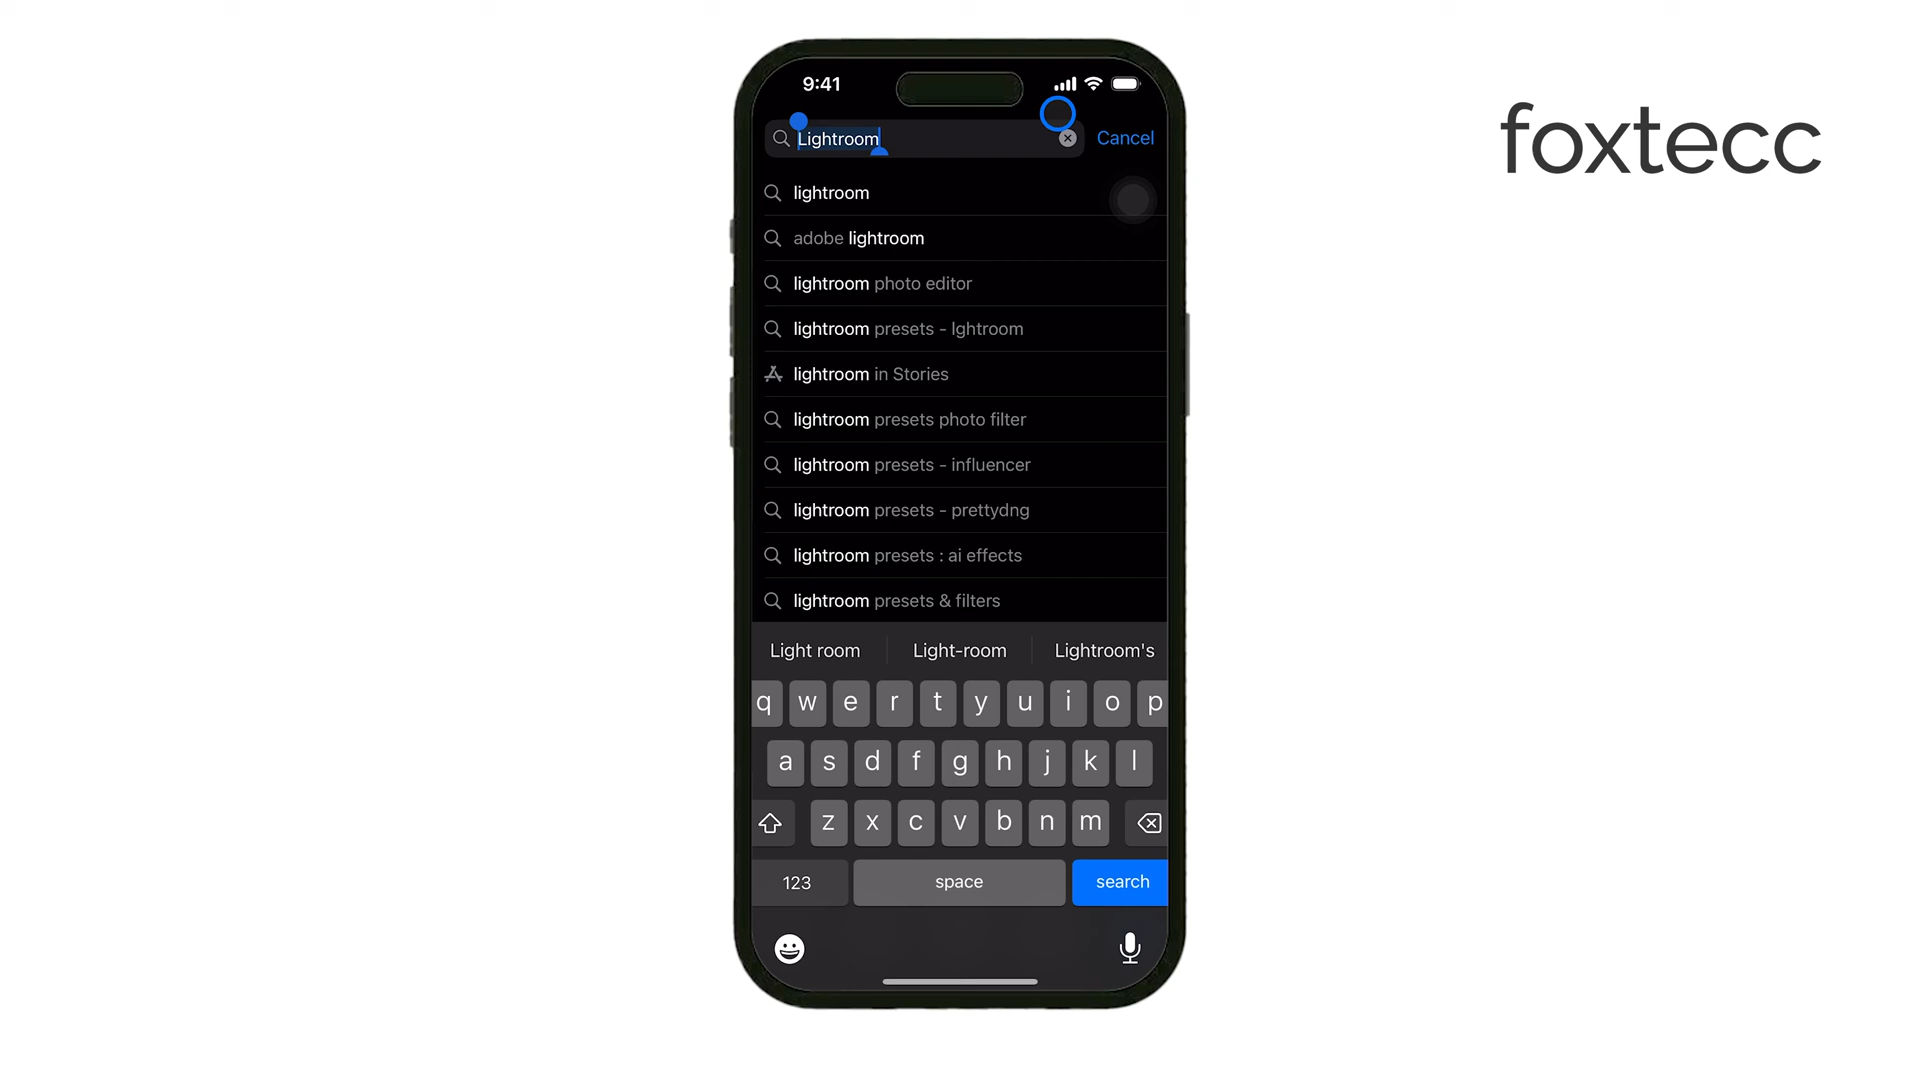 9:41
foxtecc
Lightroom
Cancel
lightroom
adobe lightroom
lightroom photo editor
lightroom presets - lghtroom
lightroom in Stories
lightroom presets photo filter
lightroom presets - influencer
lightroom presets - prettydng
lightroom presets : ai effects
lightroom presets & filters
Light room Light-room Lightroom's
q w e r t y u i o p
a s d f g h j k l
z x c v b n m
123 space search